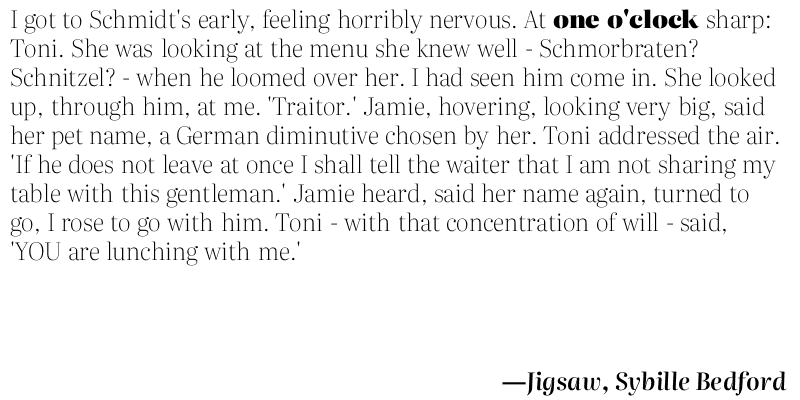 I got to Schmidt's early, feeling horribly nervous. At one o'clock sharp:
Toni. She was looking at the menu she knew well - Schmorbraten?
Schnitzel? - when he loomed over her. I had seen him come in. She looked
up, through him, at me. 'Traitor.' Jamie, hovering, looking very big, said
her pet name, a German diminutive chosen by her. Toni addressed the air.
'If he does not leave at once I shall tell the waiter that I am not sharing my
table with this gentleman.' Jamie heard, said her name again, turned to
go, I rose to go with him. Toni - with that concentration of will - said,
'YOU are lunching with me.'
—Jigsaw, Sybille Bedford